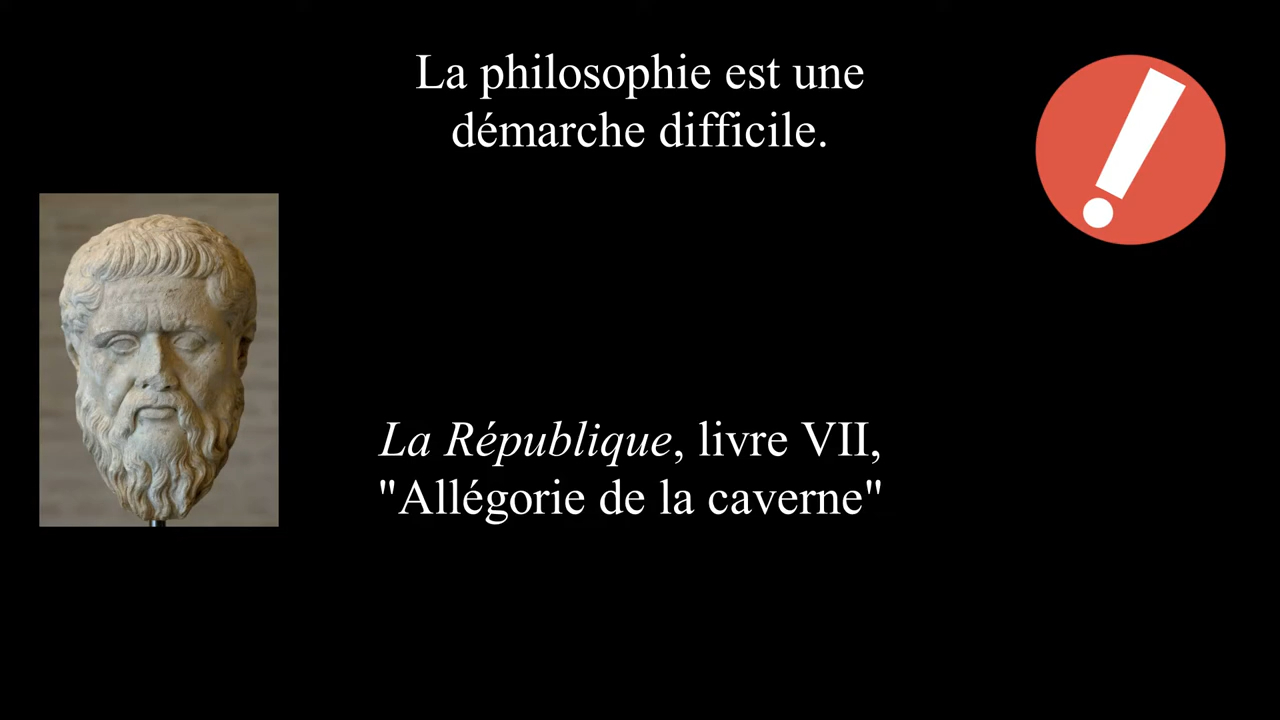 La philosophie est une
démarche difficile.
La République, livre VII,
"Allégorie de la caverne"